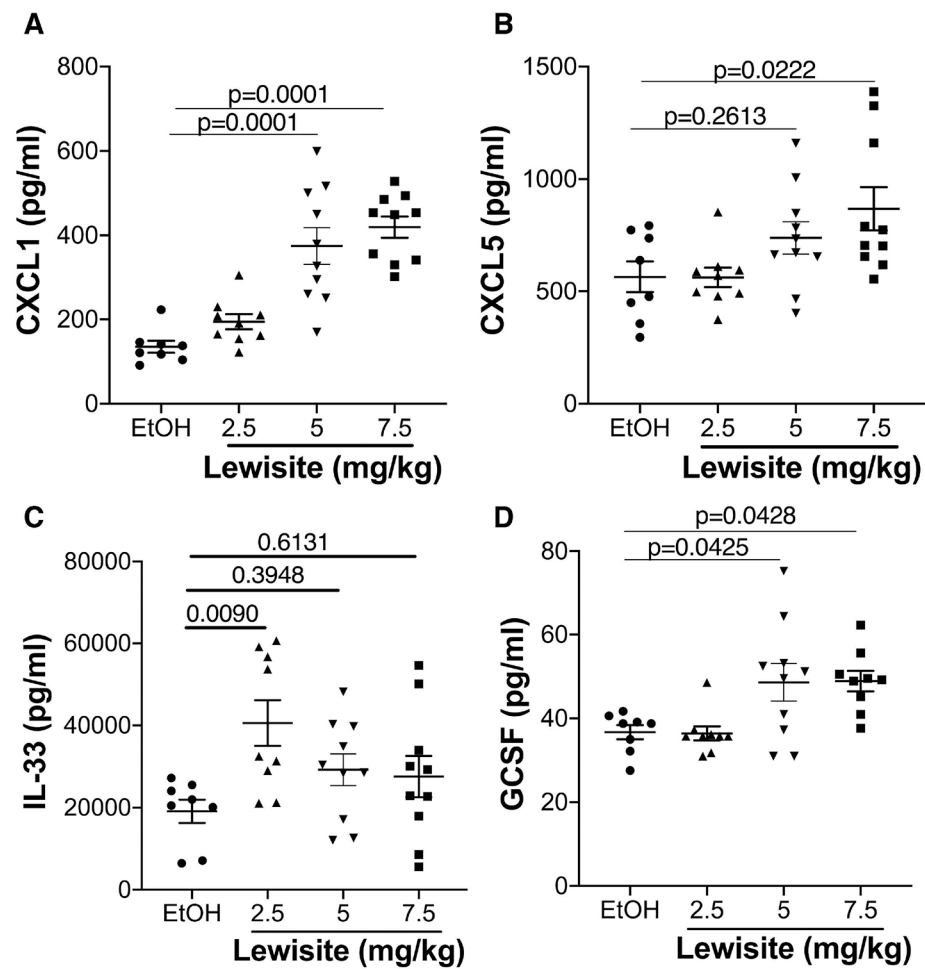 A
CXCL1 (pg/ml)
800
600
400
200
0
p=0.0001
p=0.0001
EtOH 2.5 5 7.5
Lewisite (mg/kg)
B
CXCL5 (pg/ml)
1500
1000
500
0
p=0.0222
p=0.2613
EtOH 2.5 5 7.5
Lewisite (mg/kg)
C
IL-33 (pg/ml)
80000
60000
40000
20000
0
0.6131
0.3948
0.0090
EtOH 2.5 5 7.5
Lewisite (mg/kg)
D
GCSF (pg/ml)
80
60
40
20
0
p=0.0428
p=0.0425
EtOH 2.5 5 7.5
Lewisite (mg/kg)